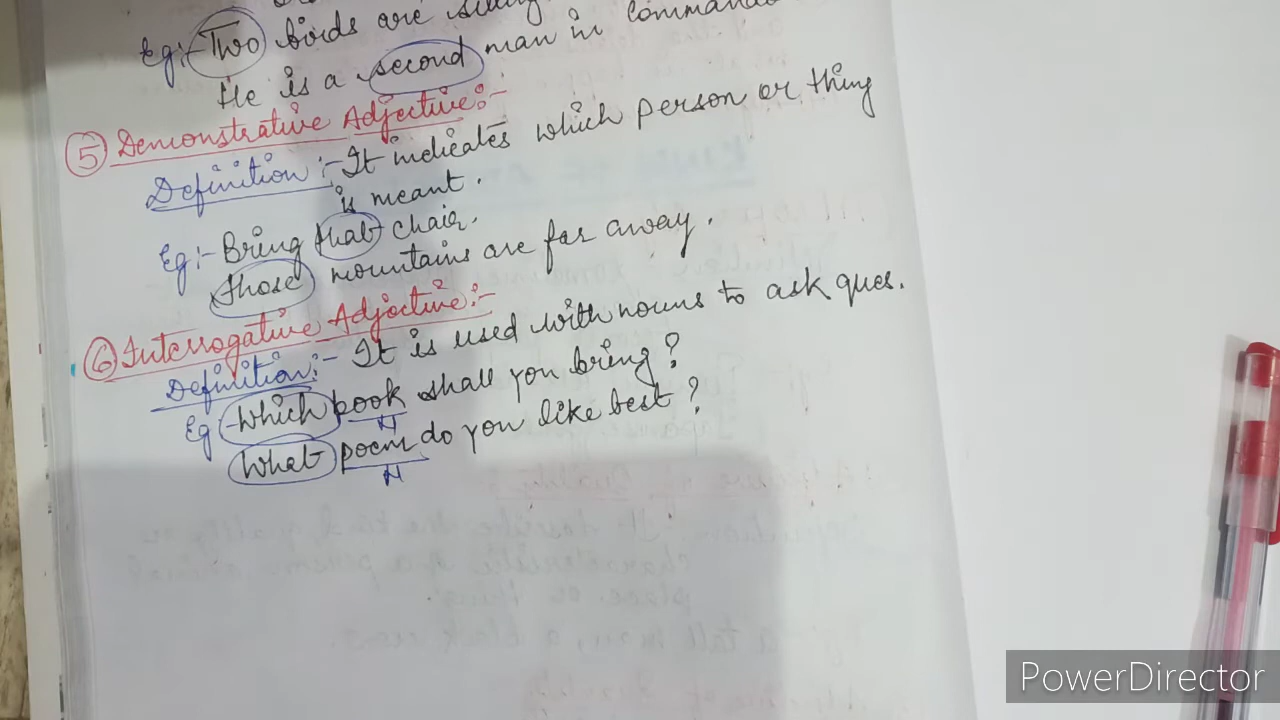 Eg:- Two birds are
He is a second man in command
⑤ Demonstrative Adjective:-
Definition:- It indicates which person or thing
is meant.
Eg:- Bring that chair.
those mountains are far away.
⑥ Interrogative Adjective:-
Definition:- It is used with nouns to ask ques.
Eg:- Which book shall you bring?
N
What poem do you like best?
N
PowerDirector